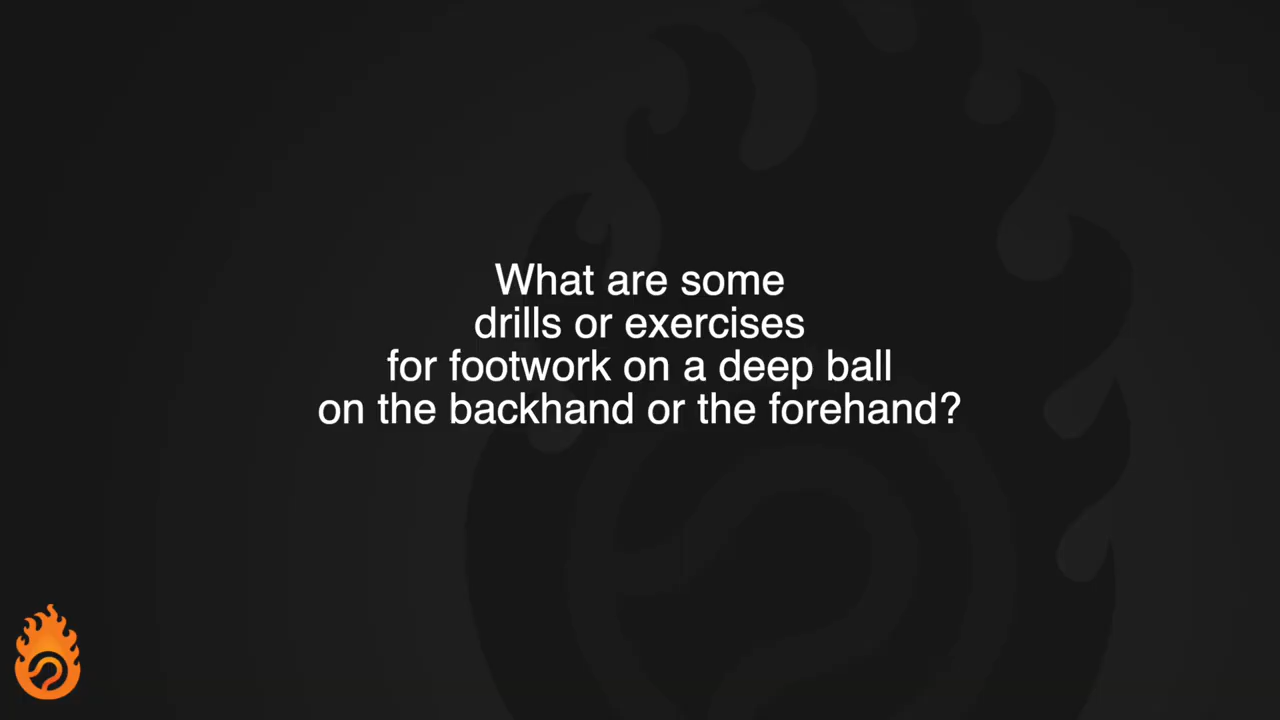 What are some
drills or exercises
for footwork on a deep ball
on the backhand or the forehand?